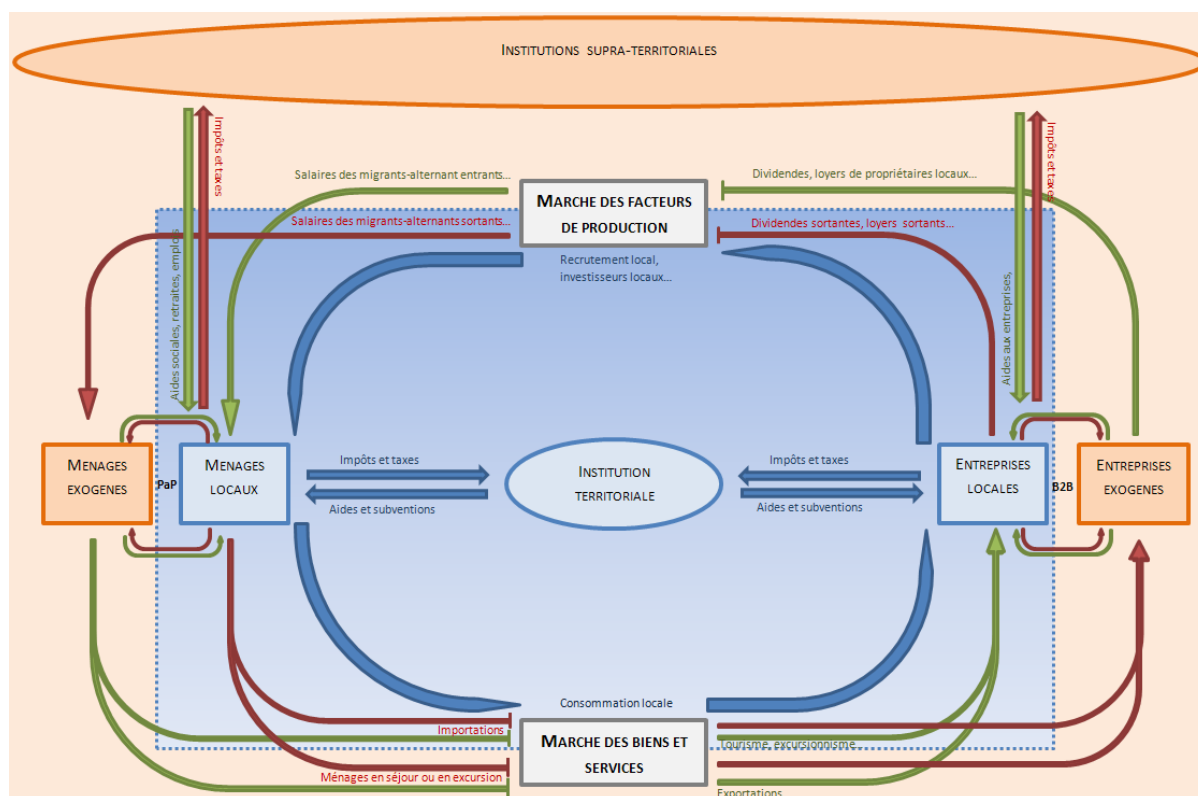 INSTITUTIONS SUPRA-TERRITORIALES
Impôts et taxes
Aides sociales, retraites, emplois
Impôts et taxes
Aides aux entreprises,
Salaires des migrants-alternant entrants...
Dividendes, loyers de propriétaires locaux...
MARCHE DES FACTEURS
DE PRODUCTION
Salaires des migrants-alternants sortants...
Dividendes sortantes, loyers sortants...
Recrutement local,
investisseurs locaux...
MENAGES
EXOGENES
PaP
MENAGES
LOCAUX
Impôts et taxes
Aides et subventions
INSTITUTION
TERRITORIALE
Impôts et taxes
Aides et subventions
ENTREPRISES
LOCALES
B2B
ENTREPRISES
EXOGENES
Consommation locale
Importations
MARCHE DES BIENS ET
SERVICES
Tourisme, excursionnisme...
Ménages en séjour ou en excursion
Exportations